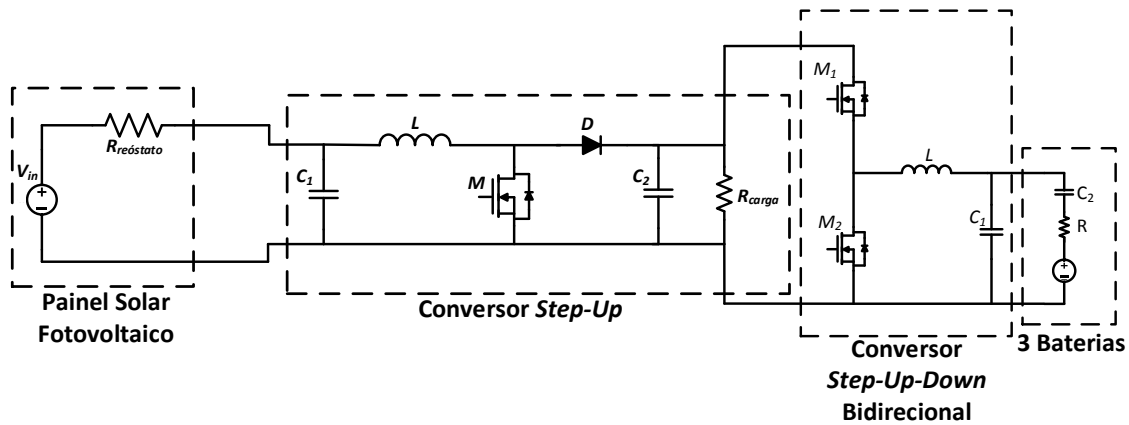 V_in
R_reóstato
Painel Solar
Fotovoltaico
C_1
L
M
D
C_2
R_carga
Conversor Step-Up
M_1
M_2
L
C_1
Conversor
Step-Up-Down
Bidirecional
C_2
R
3 Baterias